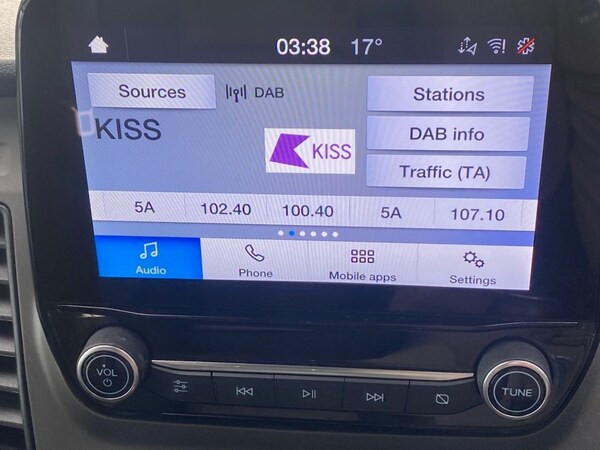 03:38 17°
Sources DAB Stations
KISS
KISS
DAB info
Traffic (TA)
5A 102.40 100.40 5A 107.10
Audio Phone Mobile apps Settings
VOL
TUNE